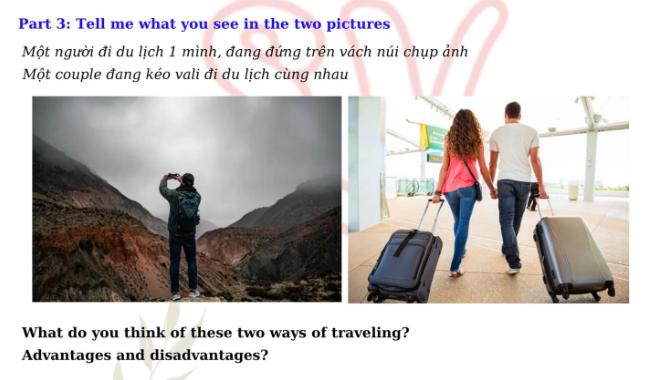 Part 3: Tell me what you see in the two pictures
Một người đi du lịch 1 mình, đang đứng trên vách núi chụp ảnh
Một couple đang kéo vali đi du lịch cùng nhau
What do you think of these two ways of traveling?
Advantages and disadvantages?